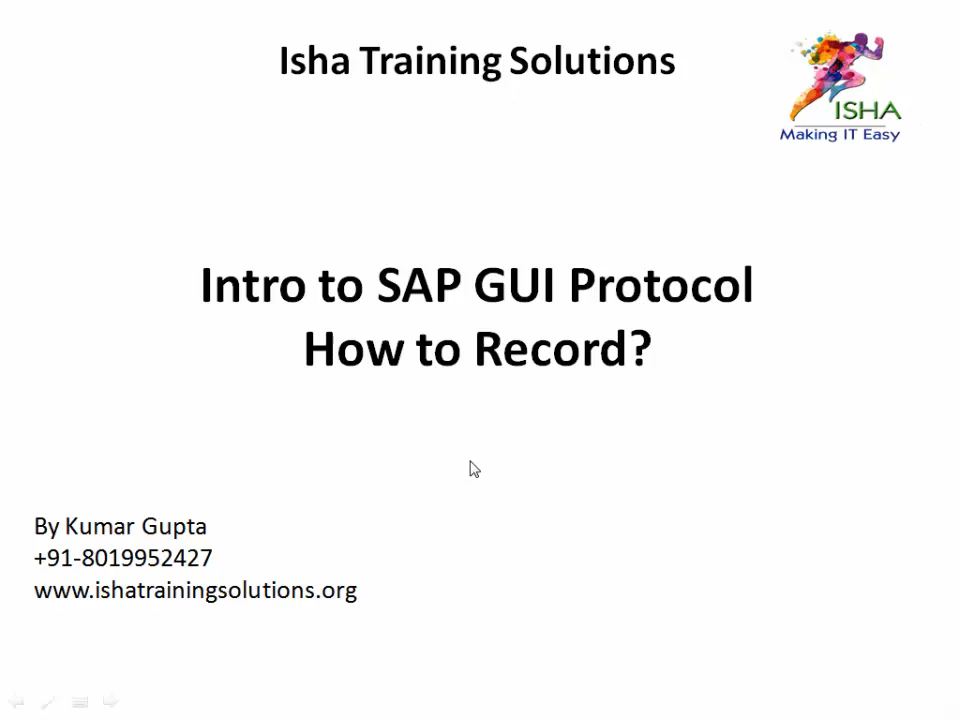 Isha Training Solutions
ISHA
Making IT Easy
Intro to SAP GUI Protocol
How to Record?
By Kumar Gupta
+91-8019952427
www.ishatrainingsolutions.org